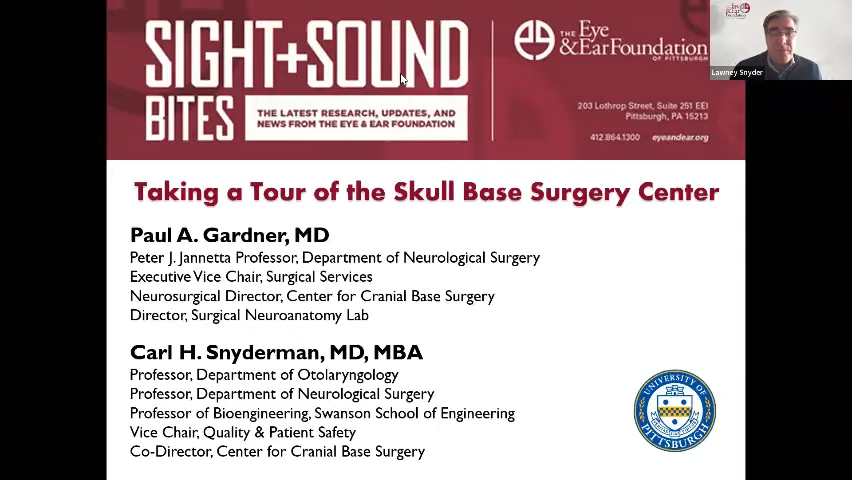 SIGHT+SOUND
BITES
THE LATEST RESEARCH, UPDATES, AND
NEWS FROM THE EYE & EAR FOUNDATION
THE Eye
& Ear Foundation
OF PITTSBURGH
203 Lothrop Street, Suite 251 EEI
Pittsburgh, PA 15213
412.864.1300 eyeandear.org
Lawney Snyder
Taking a Tour of the Skull Base Surgery Center
Paul A. Gardner, MD
Peter J. Jannetta Professor, Department of Neurological Surgery
Executive Vice Chair, Surgical Services
Neurosurgical Director, Center for Cranial Base Surgery
Director, Surgical Neuroanatomy Lab
Carl H. Snyderman, MD, MBA
Professor, Department of Otolaryngology
Professor, Department of Neurological Surgery
Professor of Bioengineering, Swanson School of Engineering
Vice Chair, Quality & Patient Safety
Co-Director, Center for Cranial Base Surgery
UNIVERSITY OF
PITTSBURGH